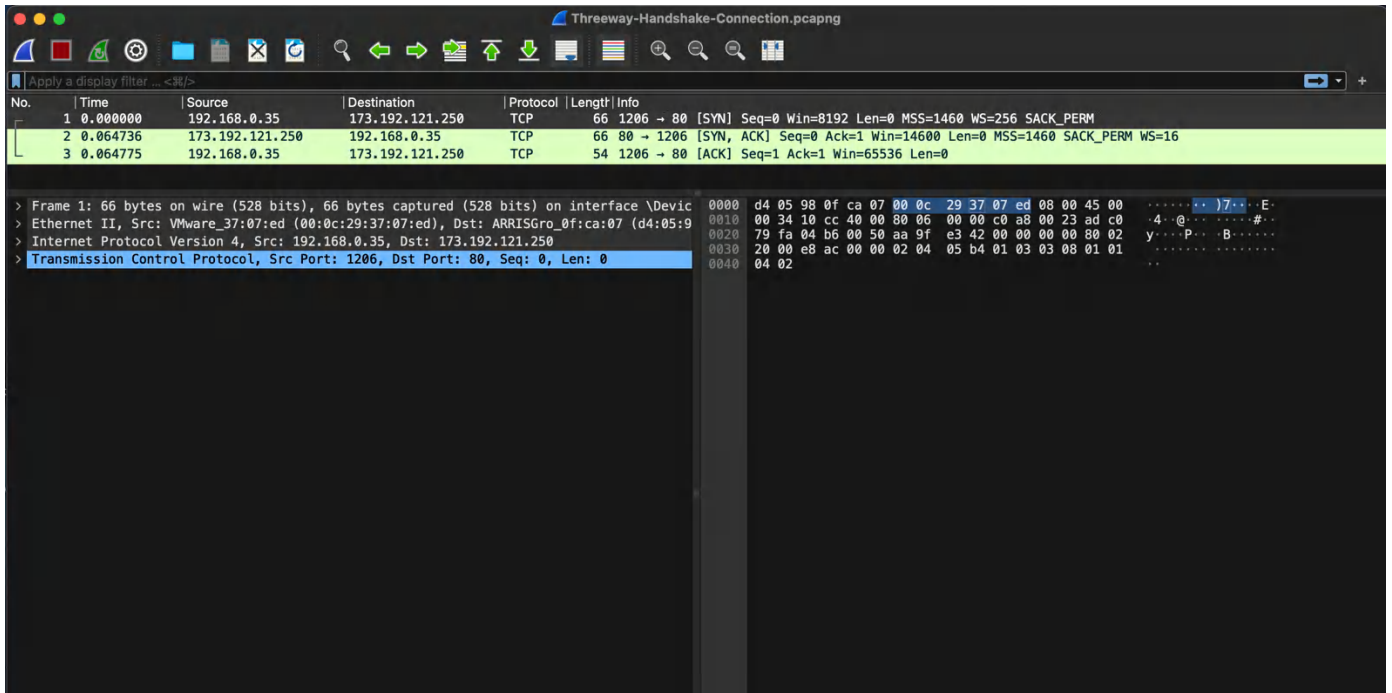 Threeway-Handshake-Connection.pcapng
Apply a display filter ... <⌘/>
No. Time Source Destination Protocol Length Info
1 0.000000 192.168.0.35 173.192.121.250 TCP 66 1206 → 80 [SYN] Seq=0 Win=8192 Len=0 MSS=1460 WS=256 SACK_PERM
2 0.064736 173.192.121.250 192.168.0.35 TCP 66 80 → 1206 [SYN, ACK] Seq=0 Ack=1 Win=14600 Len=0 MSS=1460 SACK_PERM WS=16
3 0.064775 192.168.0.35 173.192.121.250 TCP 54 1206 → 80 [ACK] Seq=1 Ack=1 Win=65536 Len=0
> Frame 1: 66 bytes on wire (528 bits), 66 bytes captured (528 bits) on interface \Devic
> Ethernet II, Src: VMware_37:07:ed (00:0c:29:37:07:ed), Dst: ARRISGro_0f:ca:07 (d4:05:9
> Internet Protocol Version 4, Src: 192.168.0.35, Dst: 173.192.121.250
> Transmission Control Protocol, Src Port: 1206, Dst Port: 80, Seq: 0, Len: 0
0000 d4 05 98 0f ca 07 00 0c 29 37 07 ed 08 00 45 00 ········ )7····E·
0010 00 34 10 cc 40 00 80 06 00 00 c0 a8 00 23 ad c0 ·4··@··· ·····#··
0020 79 fa 04 b6 00 50 aa 9f e3 42 00 00 00 00 80 02 y····P·· ·B······
0030 20 00 e8 ac 00 00 02 04 05 b4 01 03 03 08 01 01 ········ ········
0040 04 02 ··